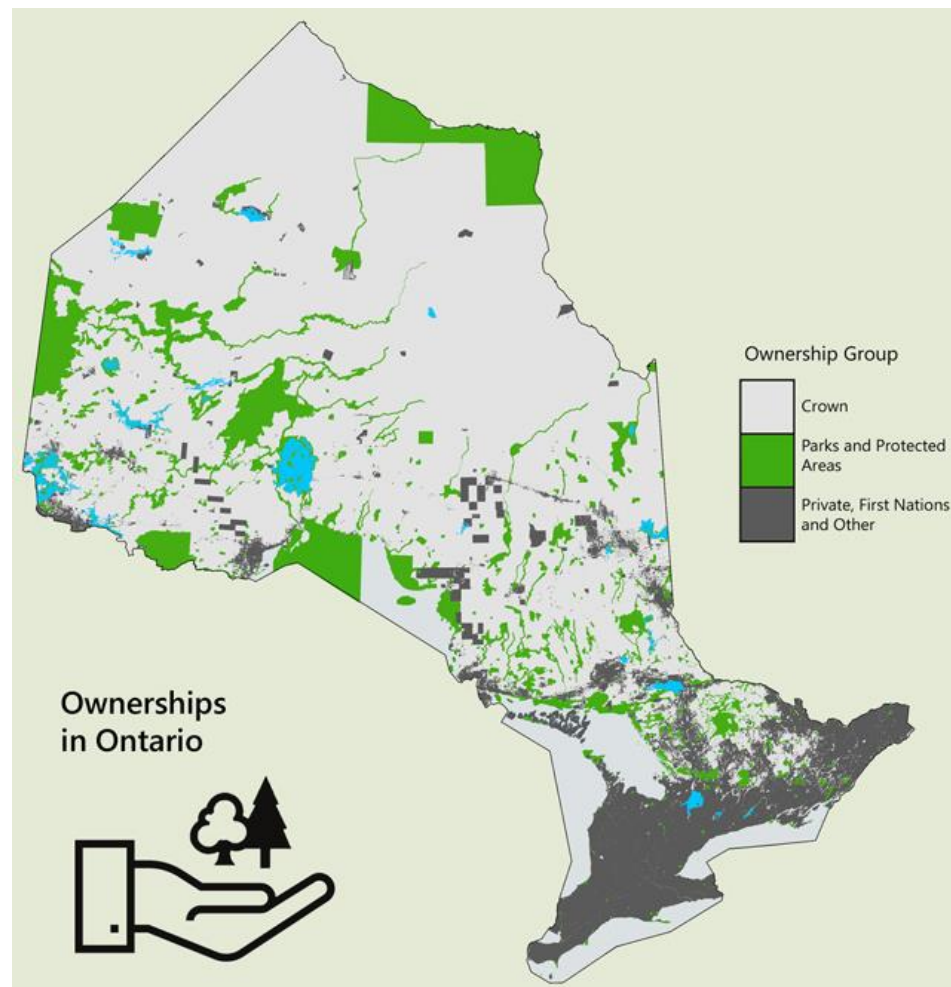 Ownership Group
Crown
Parks and Protected
Areas
Private, First Nations
and Other
Ownerships
in Ontario